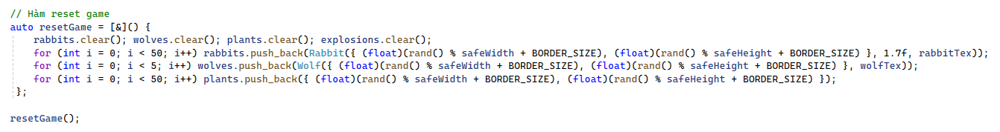 // Hàm reset game
auto resetGame = [&]() {
    rabbits.clear(); wolves.clear(); plants.clear(); explosions.clear();
    for (int i = 0; i < 50; i++) rabbits.push_back(Rabbit({ (float)(rand() % safeWidth + BORDER_SIZE), (float)(rand() % safeHeight + BORDER_SIZE) }, 1.7f, rabbitTex));
    for (int i = 0; i < 5; i++) wolves.push_back(Wolf({ (float)(rand() % safeWidth + BORDER_SIZE), (float)(rand() % safeHeight + BORDER_SIZE) }, wolfTex));
    for (int i = 0; i < 50; i++) plants.push_back({ (float)(rand() % safeWidth + BORDER_SIZE), (float)(rand() % safeHeight + BORDER_SIZE) });
};
resetGame();